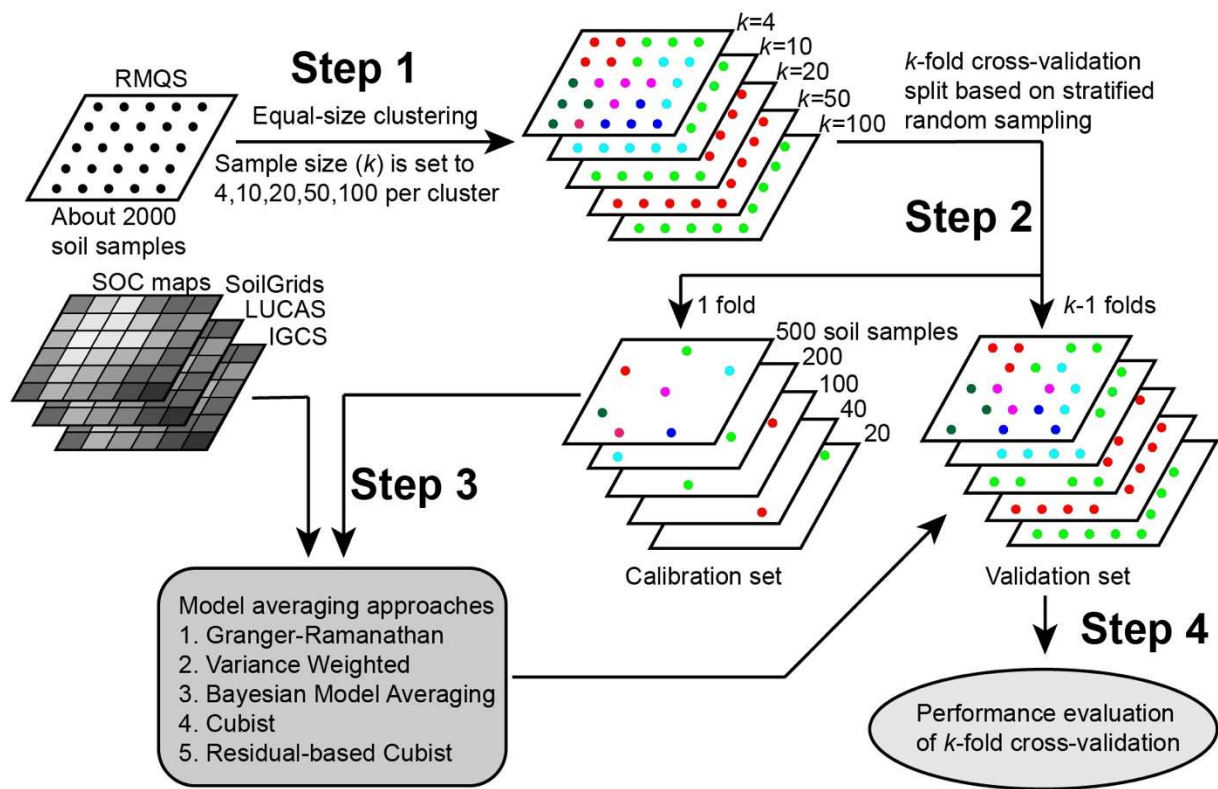 RMQS
About 2000
soil samples
Step 1
Equal-size clustering
Sample size (k) is set to
4,10,20,50,100 per cluster
k=4
k=10
k=20
k=50
k=100
k-fold cross-validation
split based on stratified
random sampling
Step 2
SOC maps
SoilGrids
LUCAS
IGCS
1 fold
500 soil samples
200
100
40
20
Calibration set
k-1 folds
Validation set
Step 3
Model averaging approaches
1. Granger-Ramanathan
2. Variance Weighted
3. Bayesian Model Averaging
4. Cubist
5. Residual-based Cubist
Step 4
Performance evaluation
of k-fold cross-validation